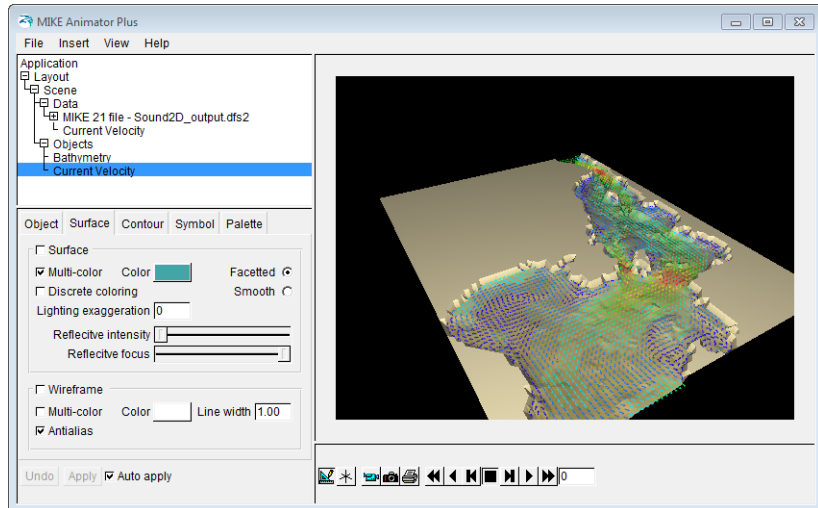 MIKE Animator Plus
File Insert View Help
Application
Layout
Scene
Data
MIKE 21 file - Sound2D_output.dfs2
Current Velocity
Objects
Bathymetry
Current Velocity
Object Surface Contour Symbol Palette
Surface
Multi-color Color Facetted
Discrete coloring Smooth
Lighting exaggeration 0
Reflecitve intensity
Reflecitve focus
Wireframe
Multi-color Color Line width 1.00
Antialias
Undo Apply Auto apply
0